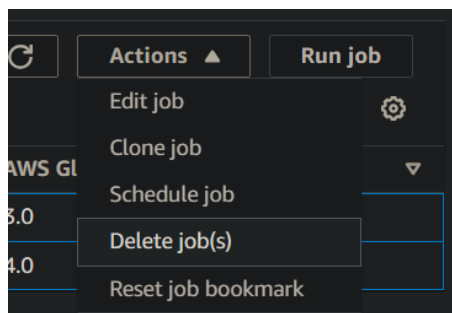 Actions Run job
Edit job
Clone job
AWS Gl
Schedule job
3.0
Delete job(s)
4.0
Reset job bookmark